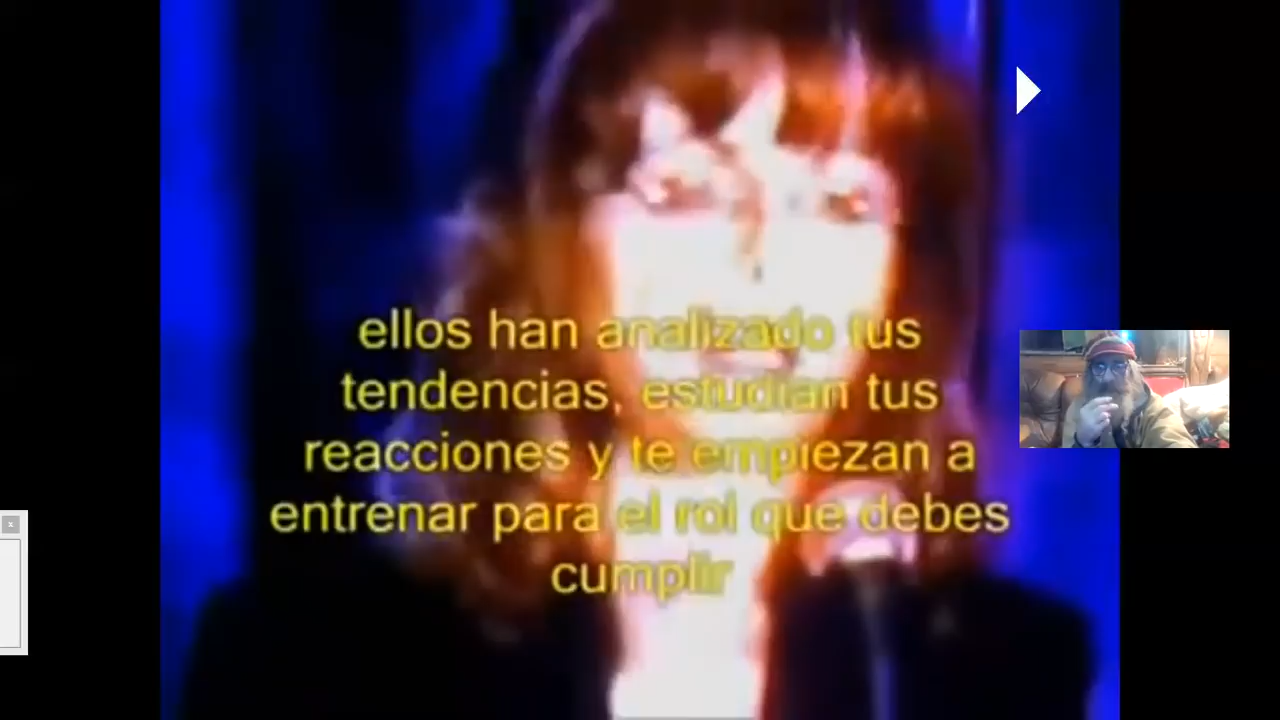 ellos han analizado tus
tendencias, estudian tus
reacciones y te empiezan a
entrenar para el rol que debes
cumplir
x